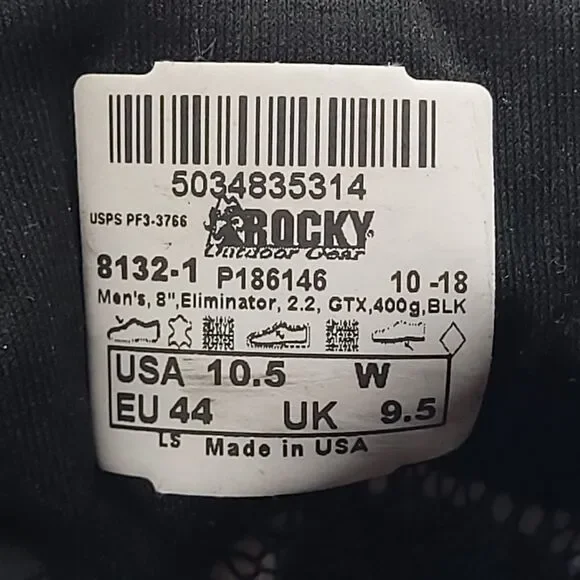 5034835314
USPS PF3-3766
ROCKY
Outdoor Gear
8132-1 P186146 10 -18
Men's, 8",Eliminator, 2.2, GTX,400g,BLK
USA 10.5 W
EU 44 UK 9.5
LS Made in USA